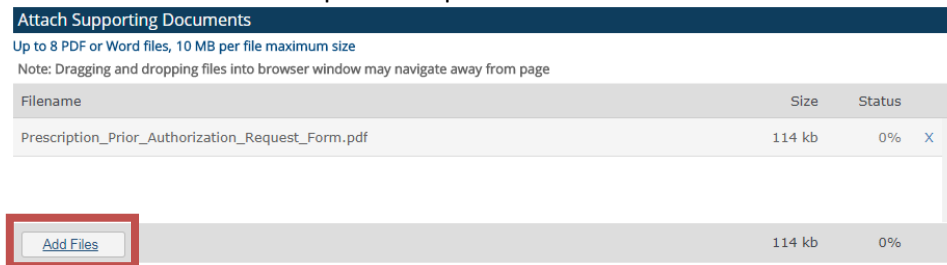 Attach Supporting Documents
Up to 8 PDF or Word files, 10 MB per file maximum size
Note: Dragging and dropping files into browser window may navigate away from page
Filename Size Status
Prescription_Prior_Authorization_Request_Form.pdf 114 kb 0% X
Add Files 114 kb 0%